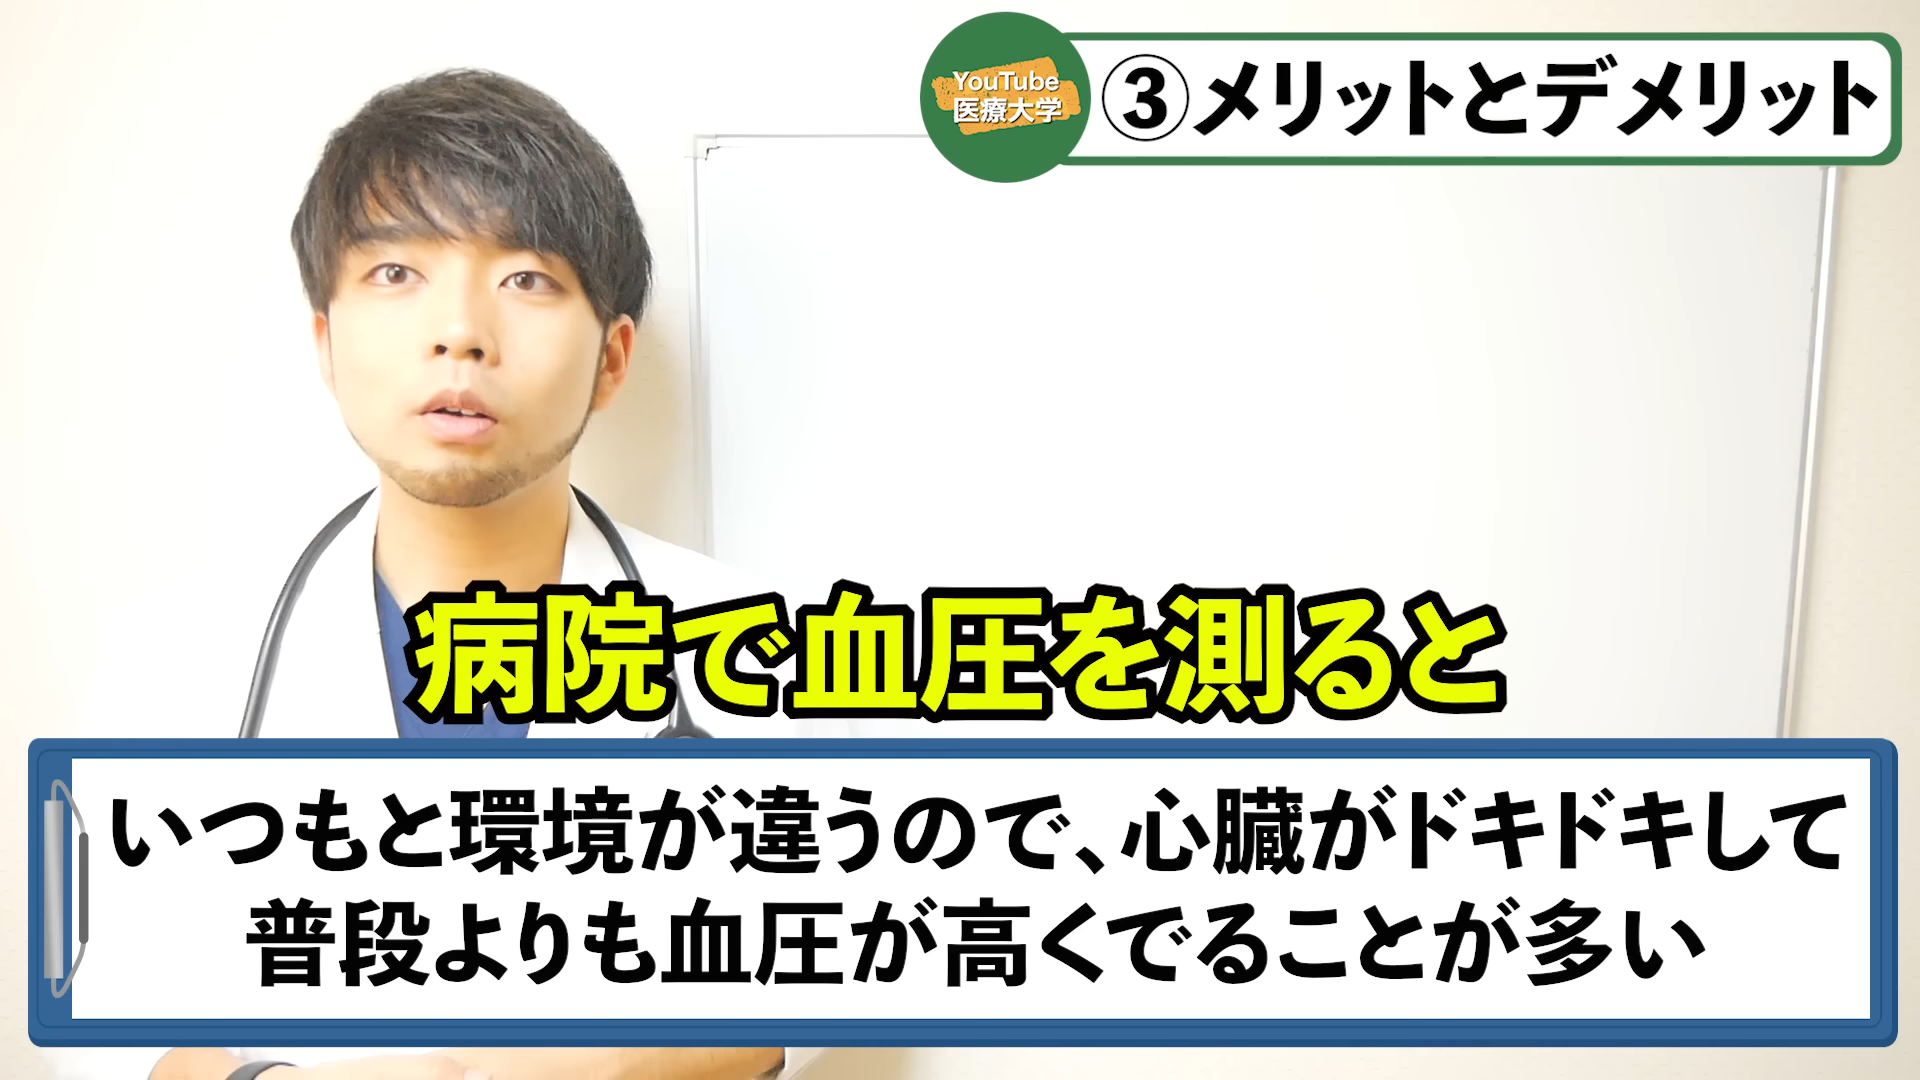 YouTube
医療大学
③メリットとデメリット
病院で血圧を測ると
いつもと環境が違うので、心臓がドキドキして
普段よりも血圧が高くでることが多い